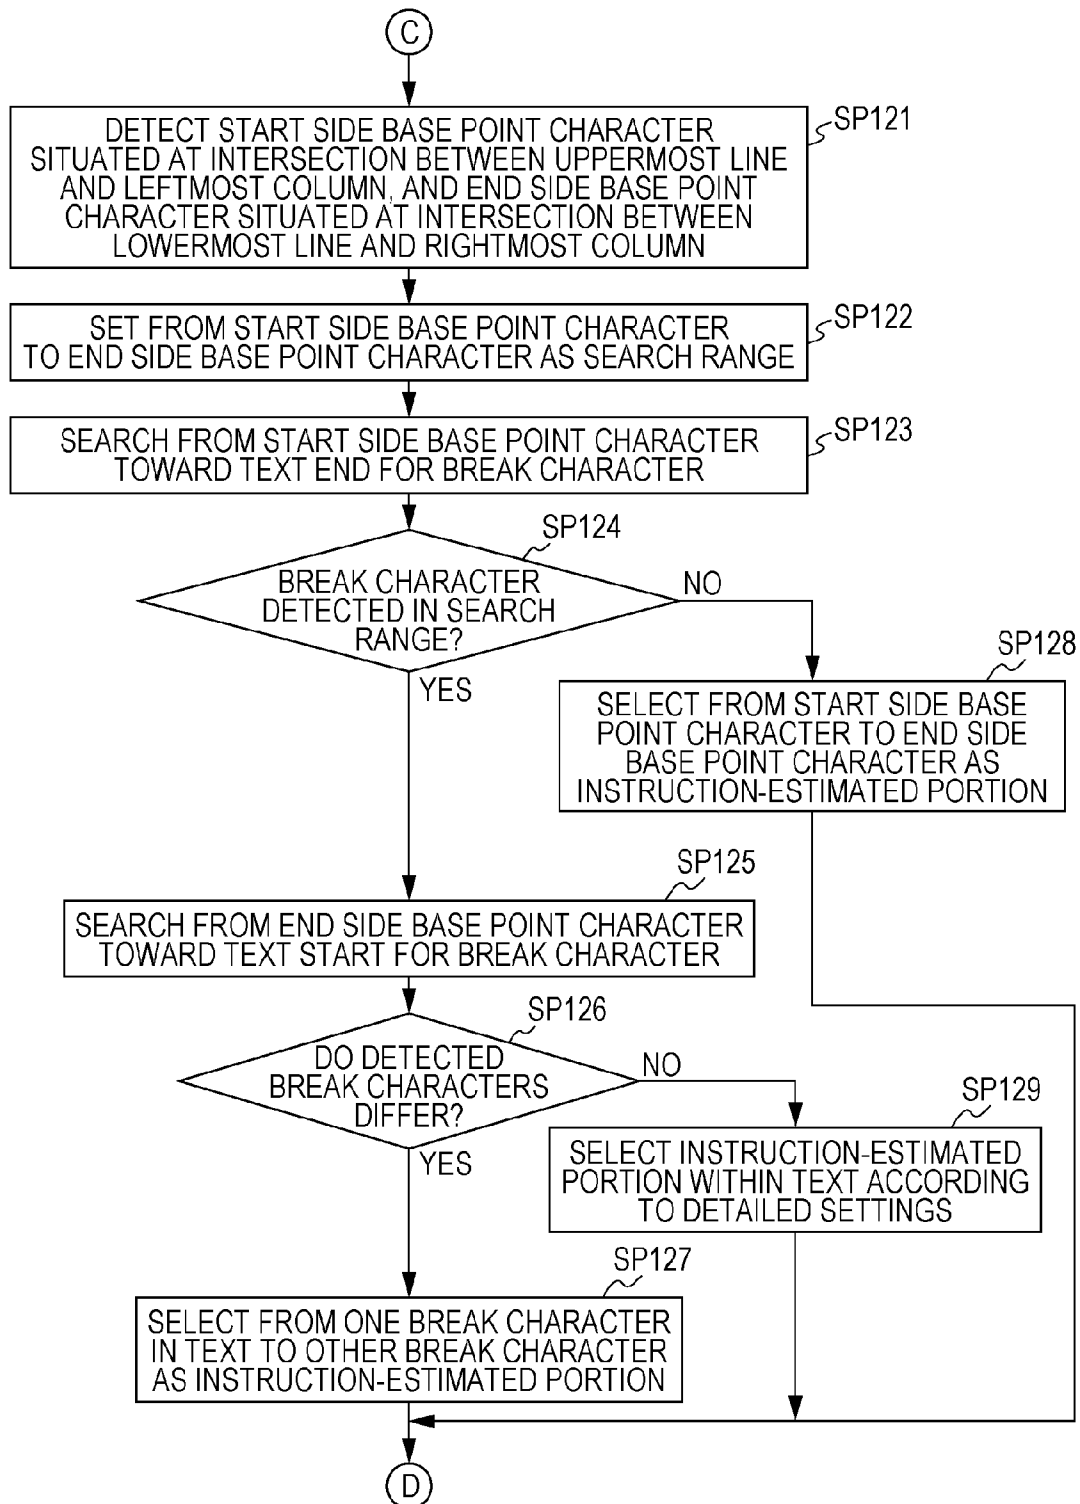 C
SP121
DETECT START SIDE BASE POINT CHARACTER
SITUATED AT INTERSECTION BETWEEN UPPERMOST LINE
AND LEFTMOST COLUMN, AND END SIDE BASE POINT
CHARACTER SITUATED AT INTERSECTION BETWEEN
LOWERMOST LINE AND RIGHTMOST COLUMN
SP122
SET FROM START SIDE BASE POINT CHARACTER
TO END SIDE BASE POINT CHARACTER AS SEARCH RANGE
SP123
SEARCH FROM START SIDE BASE POINT CHARACTER
TOWARD TEXT END FOR BREAK CHARACTER
SP124
BREAK CHARACTER
DETECTED IN SEARCH
RANGE?
NO
YES
SP128
SELECT FROM START SIDE BASE
POINT CHARACTER TO END SIDE
BASE POINT CHARACTER AS
INSTRUCTION-ESTIMATED PORTION
SP125
SEARCH FROM END SIDE BASE POINT CHARACTER
TOWARD TEXT START FOR BREAK CHARACTER
SP126
DO DETECTED
BREAK CHARACTERS
DIFFER?
NO
YES
SP129
SELECT INSTRUCTION-ESTIMATED
PORTION WITHIN TEXT ACCORDING
TO DETAILED SETTINGS
SP127
SELECT FROM ONE BREAK CHARACTER
IN TEXT TO OTHER BREAK CHARACTER
AS INSTRUCTION-ESTIMATED PORTION
D